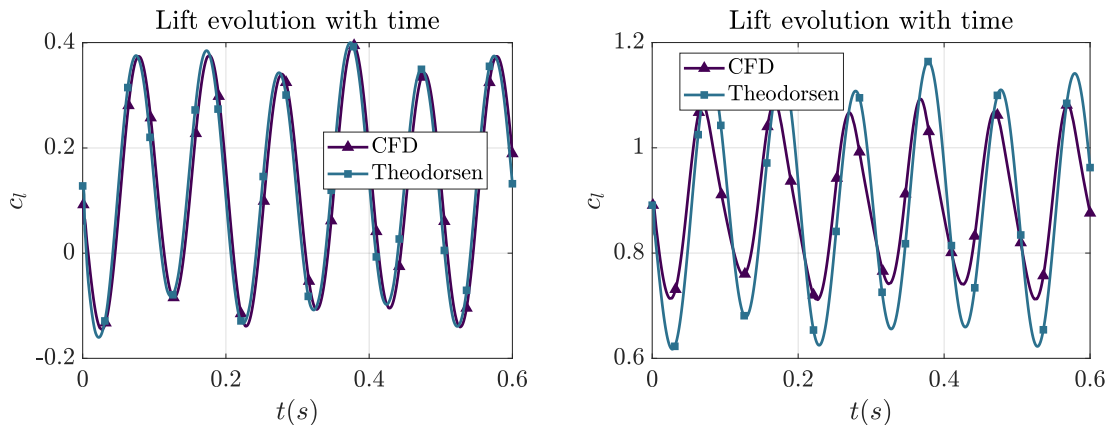 Lift evolution with time
0.4
0.2
0
-0.2
c_l
CFD
Theodorsen
0
0.2
0.4
0.6
t(s)
Lift evolution with time
1.2
1
0.8
0.6
c_l
CFD
Theodorsen
0
0.2
0.4
0.6
t(s)